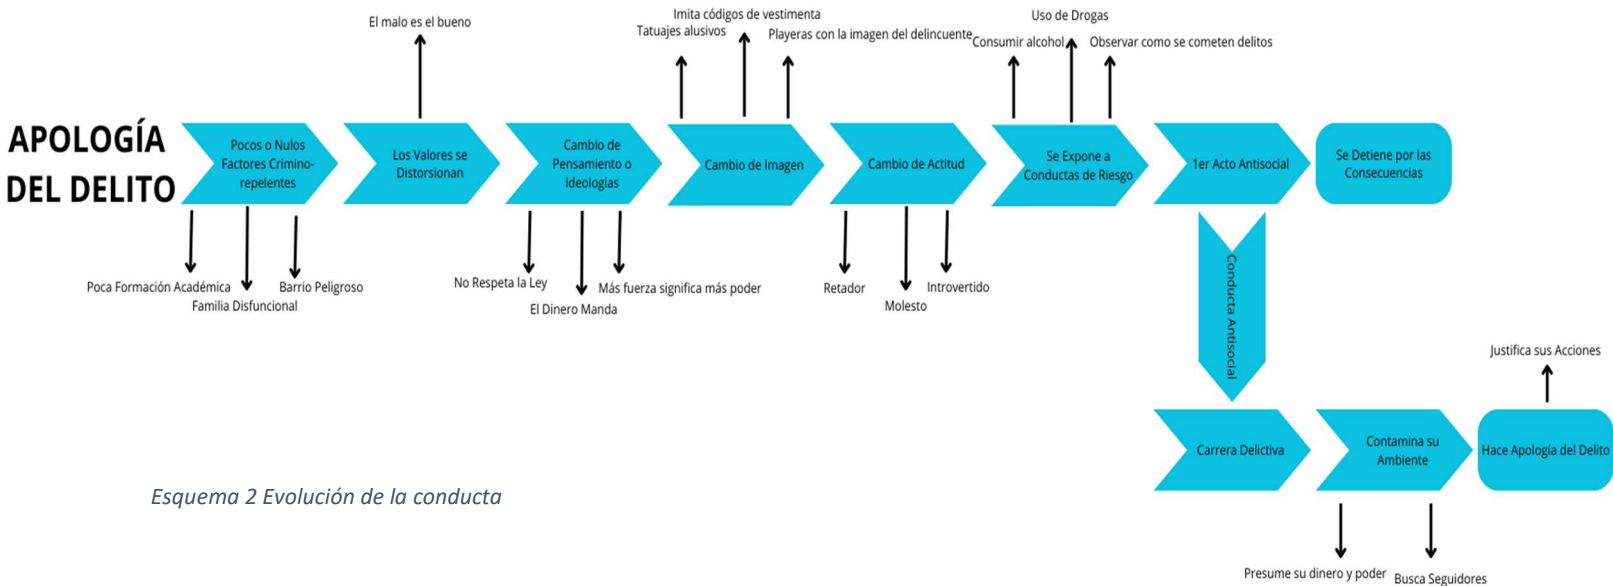 El malo es el bueno
Imita códigos de vestimenta
Tatuajes alusivos
Playeras con la imagen del delincuente
Uso de Drogas
Consumir alcohol
Observar como se cometen delitos
APOLOGÍA
DEL DELITO
Pocos o Nulos
Factores Crimino-
repelentes
Los Valores se
Distorsionan
Cambio de
Pensamiento o
Ideologias
Cambio de Imagen
Cambio de Actitud
Se Expone a
Conductas de Riesgo
1er Acto Antisocial
Se Detiene por las
Consecuencias
Poca Formación Académica
Familia Disfuncional
Barrio Peligroso
No Respeta la Ley
El Dinero Manda
Más fuerza significa más poder
Retador
Molesto
Introvertido
Conducta Antisocial
Justifica sus Acciones
Carrera Delictiva
Contamina su
Ambiente
Hace Apología del Delito
Presume su dinero y poder
Busca Seguidores
Esquema 2 Evolución de la conducta